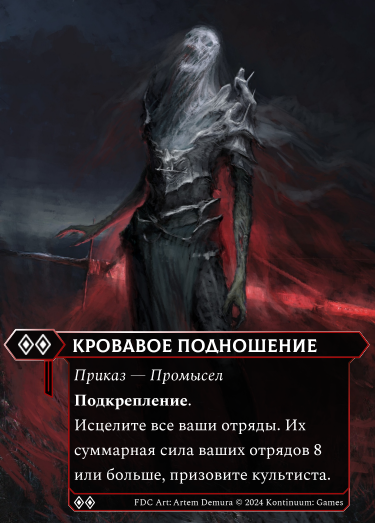 КРОВАВОЕ ПОДНОШЕНИЕ
Приказ — Промысел
Подкрепление.
Исцелите все ваши отряды. Их
суммарная сила ваших отрядов 8
или больше, призовите культиста.
FDC Art: Artem Demura © 2024 Kontinuum: Games